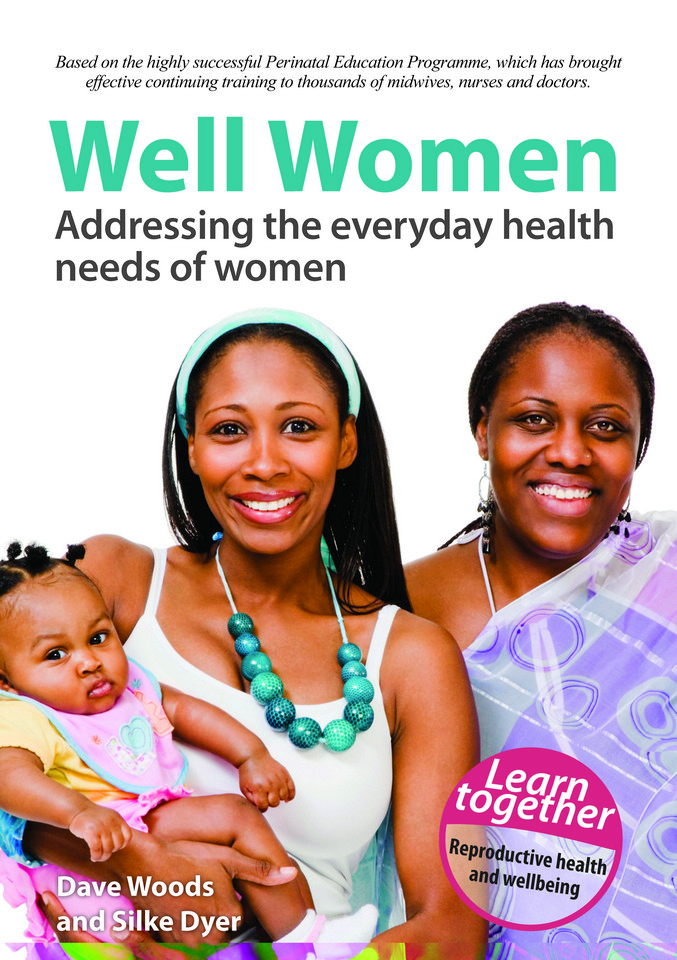 Based on the highly successful Perinatal Education Programme, which has brought
effective continuing training to thousands of midwives, nurses and doctors.
Well Women
Addressing the everyday health
needs of women
Learn
together
Reproductive health
and wellbeing
Dave Woods
and Silke Dyer